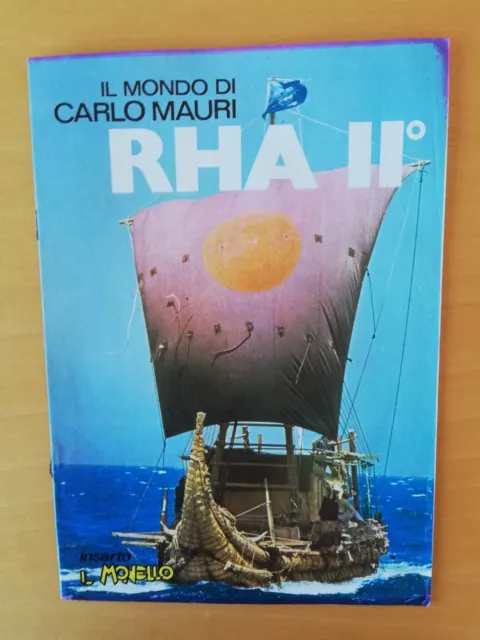 IL MONDO DI
CARLO MAURI
RHA II°
inserto
IL MONELLO